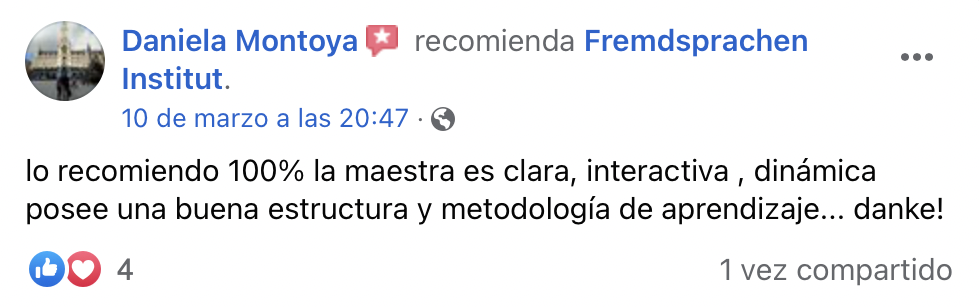 Daniela Montoya recomienda Fremdsprachen
Institut.
10 de marzo a las 20:47 ·
lo recomiendo 100% la maestra es clara, interactiva , dinámica
posee una buena estructura y metodología de aprendizaje... danke!
4
1 vez compartido